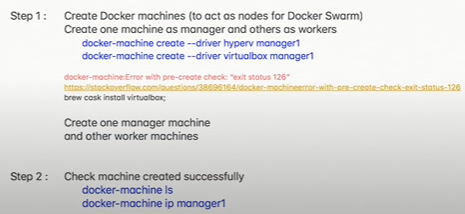 Step 1 : Create Docker machines (to act as nodes for Docker Swarm)
Create one machine as manager and others as workers
docker-machine create --driver hyperv manager1
docker-machine create --driver virtualbox manager1
docker-machine:Error with pre-create check: “exit status 126”
https://stackoverflow.com/questions/38696164/docker-machineerror-with-pre-create-check-exit-status-126
brew cask install virtualbox;
Create one manager machine
and other worker machines
Step 2 : Check machine created successfully
docker-machine ls
docker-machine ip manager1